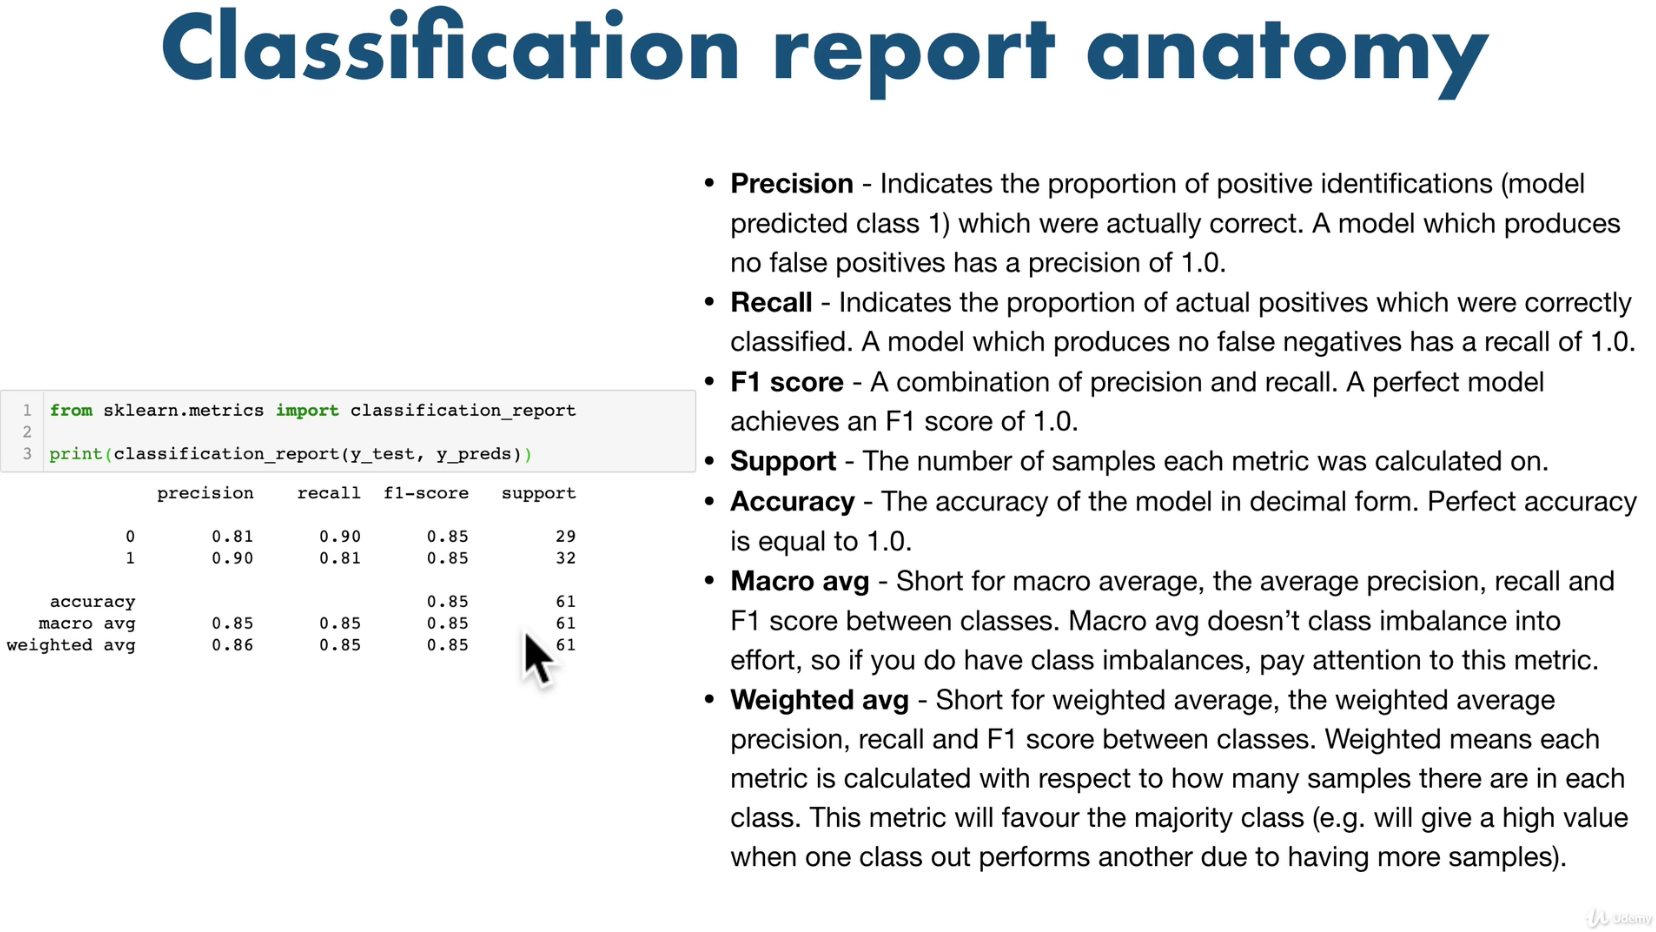 Classification report anatomy
1 from sklearn.metrics import classification_report
2
3 print(classification_report(y_test, y_preds))
precision recall f1-score support
0 0.81 0.90 0.85 29
1 0.90 0.81 0.85 32
accuracy 0.85 61
macro avg 0.85 0.85 0.85 61
weighted avg 0.86 0.85 0.85 61
• Precision - Indicates the proportion of positive identifications (model
predicted class 1) which were actually correct. A model which produces
no false positives has a precision of 1.0.
• Recall - Indicates the proportion of actual positives which were correctly
classified. A model which produces no false negatives has a recall of 1.0.
• F1 score - A combination of precision and recall. A perfect model
achieves an F1 score of 1.0.
• Support - The number of samples each metric was calculated on.
• Accuracy - The accuracy of the model in decimal form. Perfect accuracy
is equal to 1.0.
• Macro avg - Short for macro average, the average precision, recall and
F1 score between classes. Macro avg doesn’t class imbalance into
effort, so if you do have class imbalances, pay attention to this metric.
• Weighted avg - Short for weighted average, the weighted average
precision, recall and F1 score between classes. Weighted means each
metric is calculated with respect to how many samples there are in each
class. This metric will favour the majority class (e.g. will give a high value
when one class out performs another due to having more samples).
Udemy